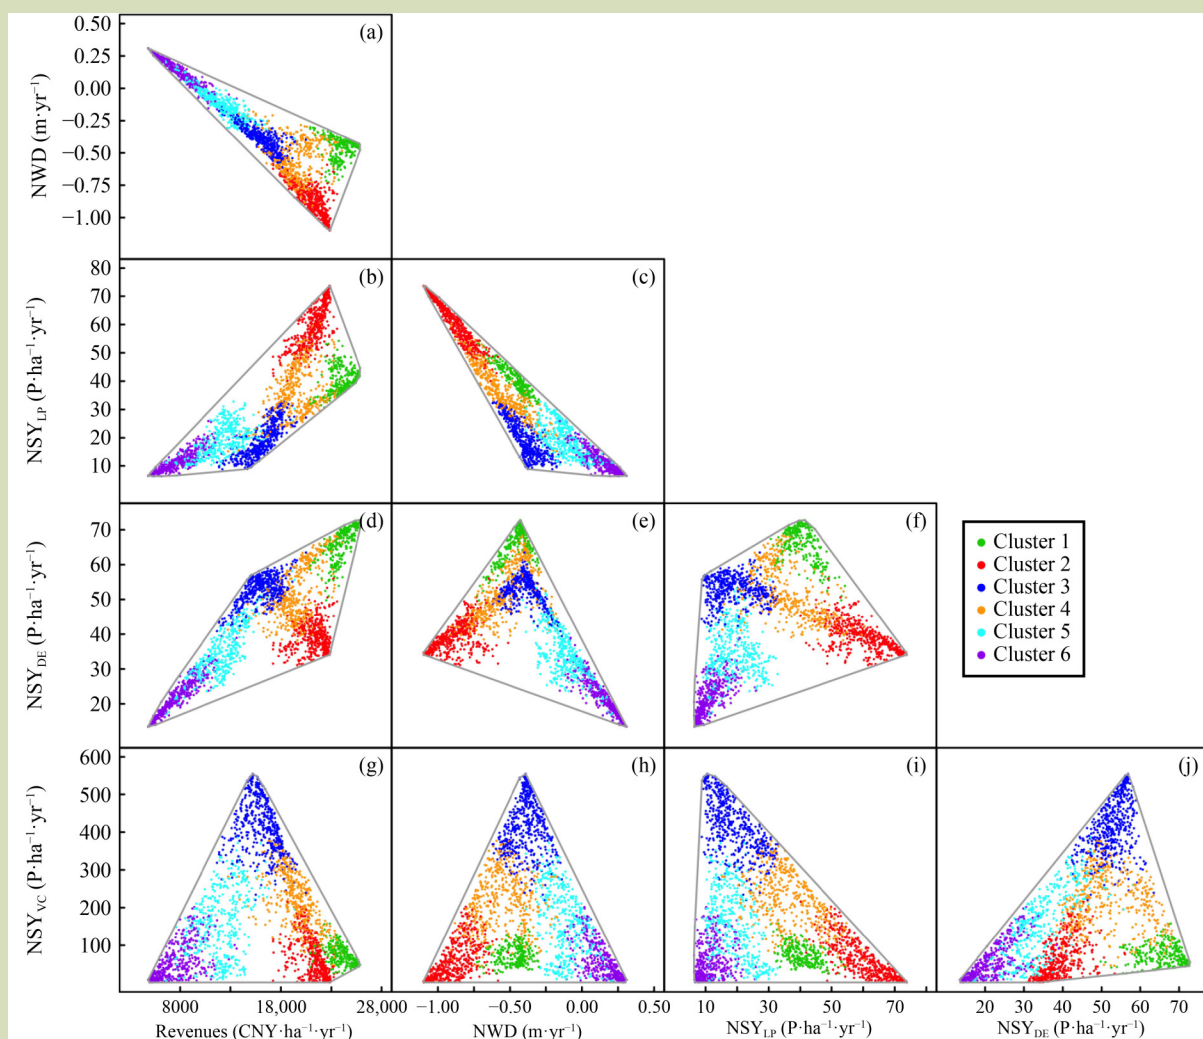 (a)
0.50
0.25
0.00
−0.25
−0.50
−0.75
−1.00
NWD (m·yr⁻¹)
(b)
(c)
80
70
60
50
40
30
20
10
NSY_LP (P·ha⁻¹·yr⁻¹)
(d)
(e)
(f)
70
60
50
40
30
20
NSY_DE (P·ha⁻¹·yr⁻¹)
Cluster 1
Cluster 2
Cluster 3
Cluster 4
Cluster 5
Cluster 6
(g)
(h)
(i)
(j)
600
500
400
300
200
100
NSY_VC (P·ha⁻¹·yr⁻¹)
8000 18,000 28,000
−1.00 −0.50 0.00 0.50
10 30 50 70
20 30 40 50 60 70
Revenues (CNY·ha⁻¹·yr⁻¹)
NWD (m·yr⁻¹)
NSY_LP (P·ha⁻¹·yr⁻¹)
NSY_DE (P·ha⁻¹·yr⁻¹)